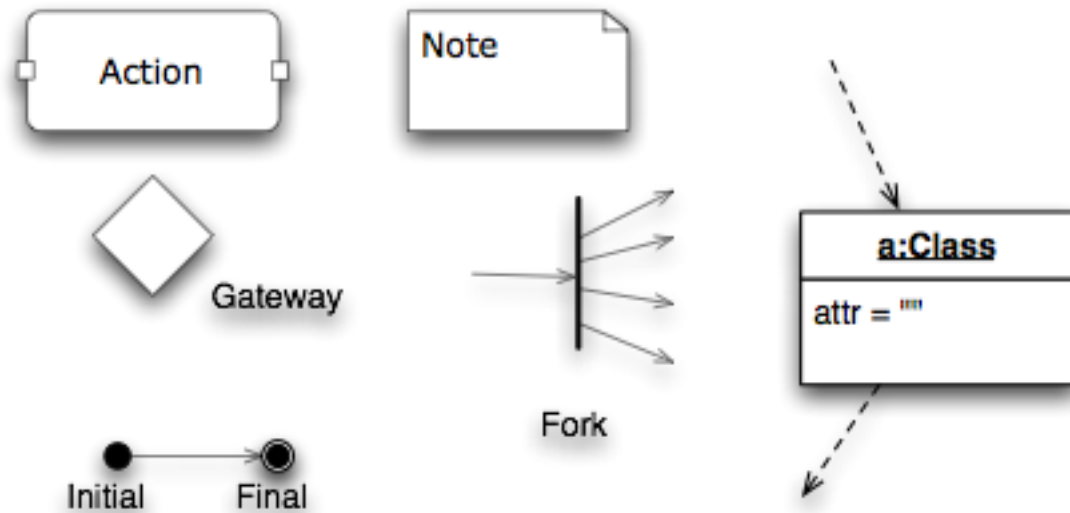 Action
Note
a:Class
attr = ""
Gateway
Fork
Initial
Final